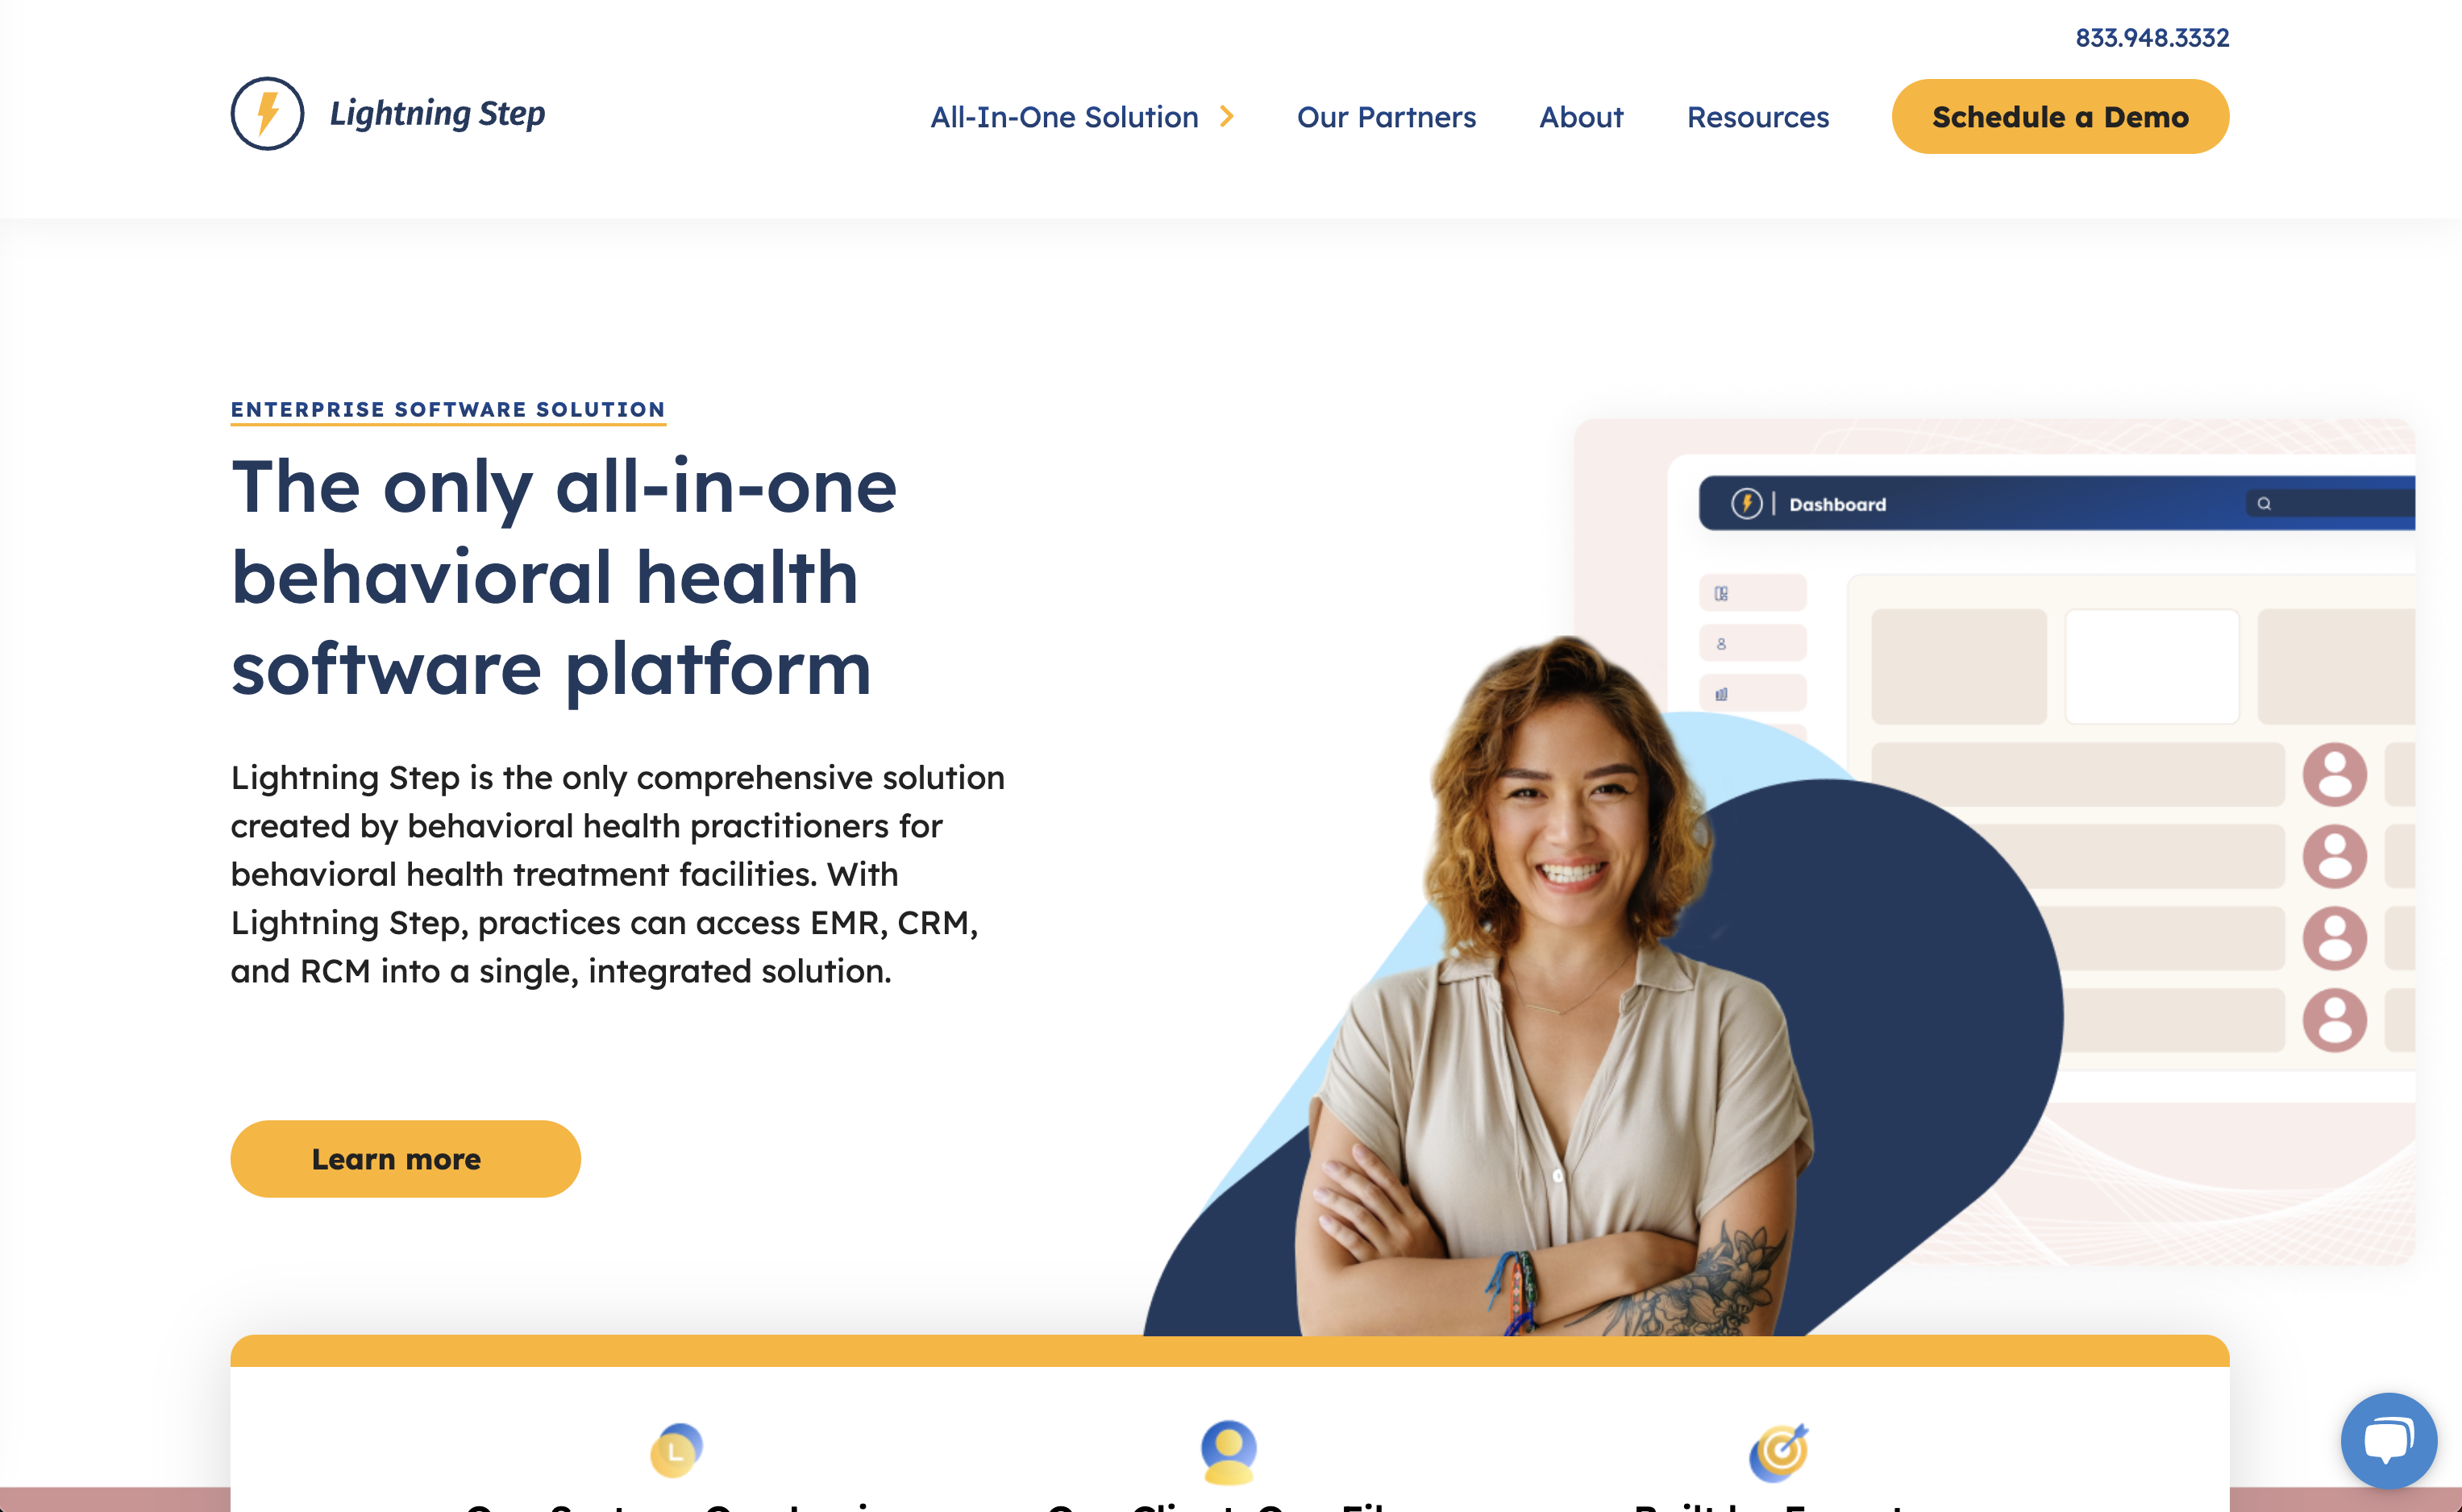 833.948.3332
Lightning Step
All-In-One Solution
Our Partners
About
Resources
Schedule a Demo
ENTERPRISE SOFTWARE SOLUTION
The only all-in-one
behavioral health
software platform
Lightning Step is the only comprehensive solution
created by behavioral health practitioners for
behavioral health treatment facilities. With
Lightning Step, practices can access EMR, CRM,
and RCM into a single, integrated solution.
Learn more
Dashboard
L